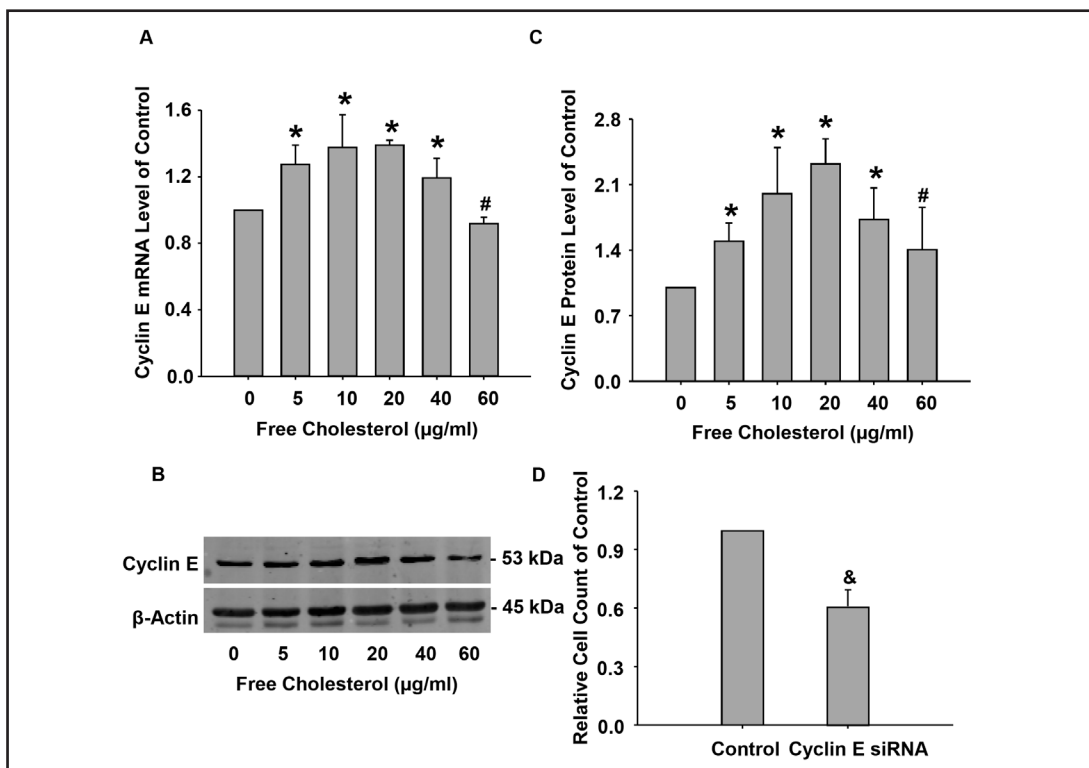 A
Cyclin E mRNA Level of Control
1.6
1.2
0.8
0.4
0.0
*
*
*
*
#
0 5 10 20 40 60
Free Cholesterol (µg/ml)
C
Cyclin E Protein Level of Control
2.8
2.1
1.4
0.7
0.0
*
*
*
*
#
0 5 10 20 40 60
Free Cholesterol (µg/ml)
B
Cyclin E - 53 kDa
β-Actin - 45 kDa
0 5 10 20 40 60
Free Cholesterol (µg/ml)
D
Relative Cell Count of Control
1.2
0.9
0.6
0.3
0.0
&
Control Cyclin E siRNA